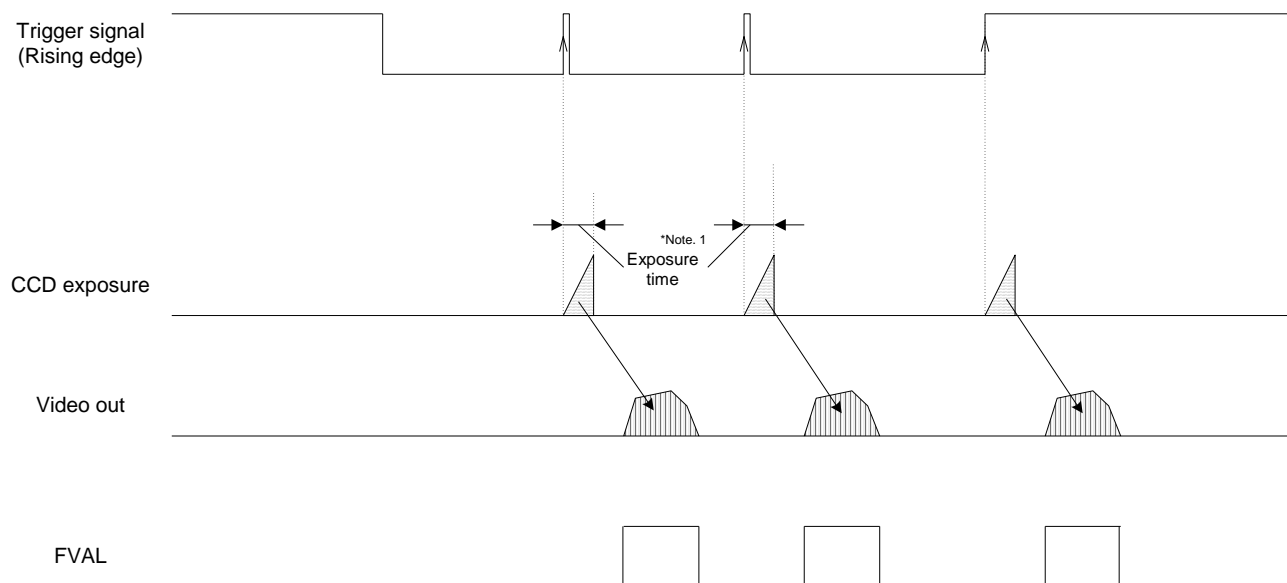 Trigger signal
(Rising edge)
*Note. 1
Exposure
time
CCD exposure
Video out
FVAL